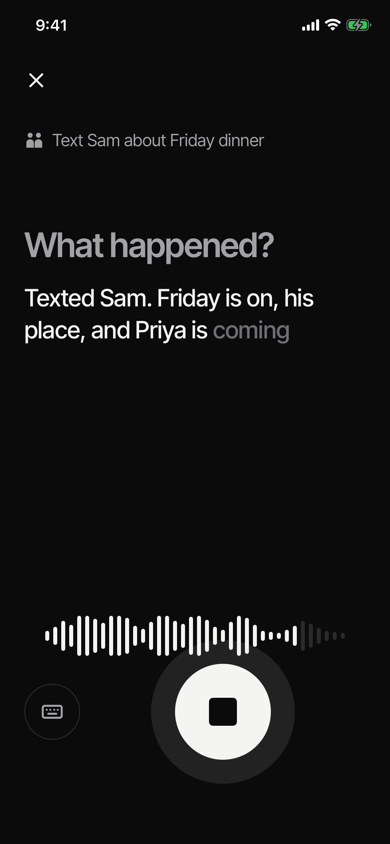 9:41
Text Sam about Friday dinner
What happened?
Texted Sam. Friday is on, his
place, and Priya is coming